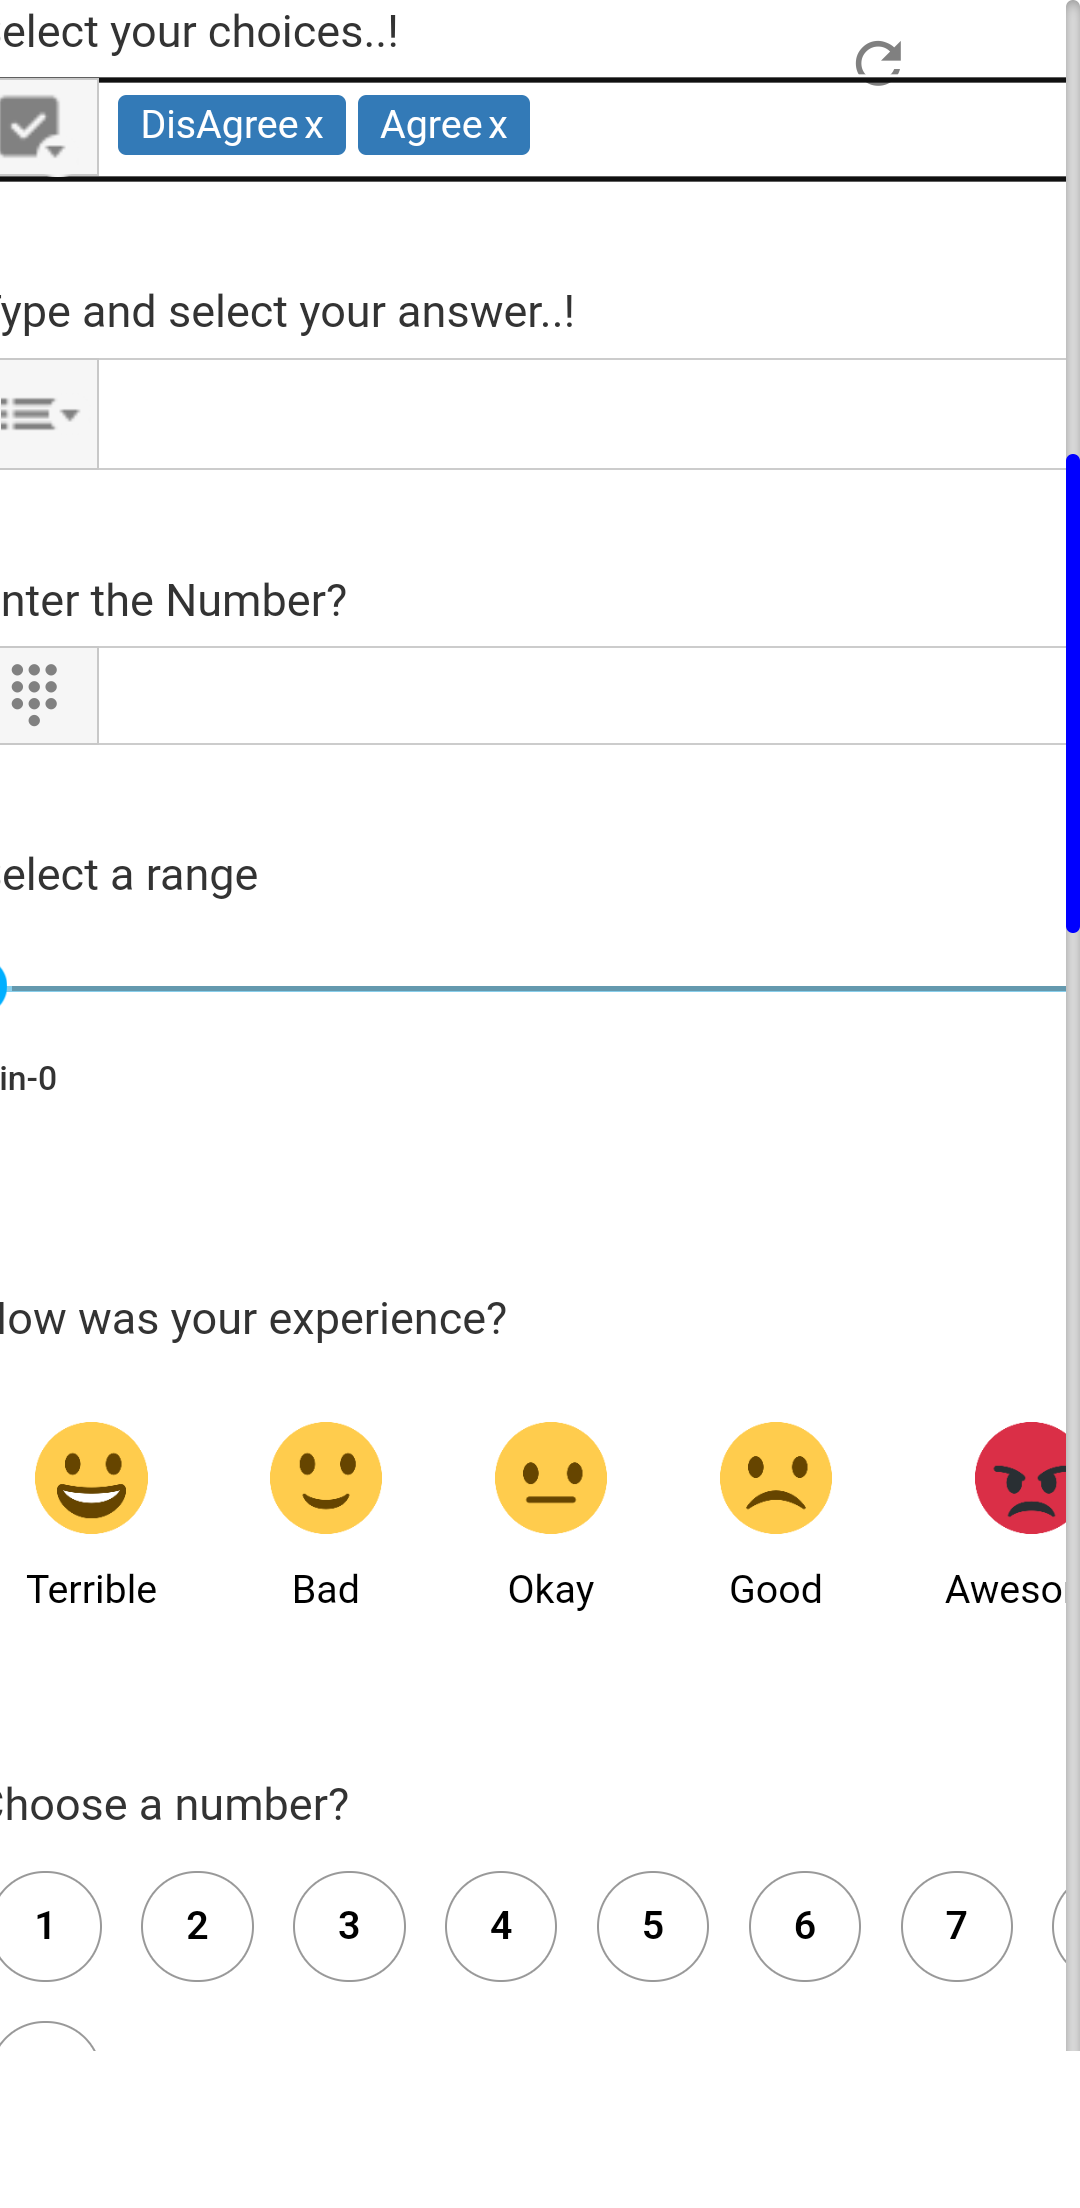 elect your choices..!
DisAgree x Agree x
ype and select your answer..!
nter the Number?
elect a range
in-0
ow was your experience?
Terrible Bad Okay Good Aweso
hoose a number?
1 2 3 4 5 6 7